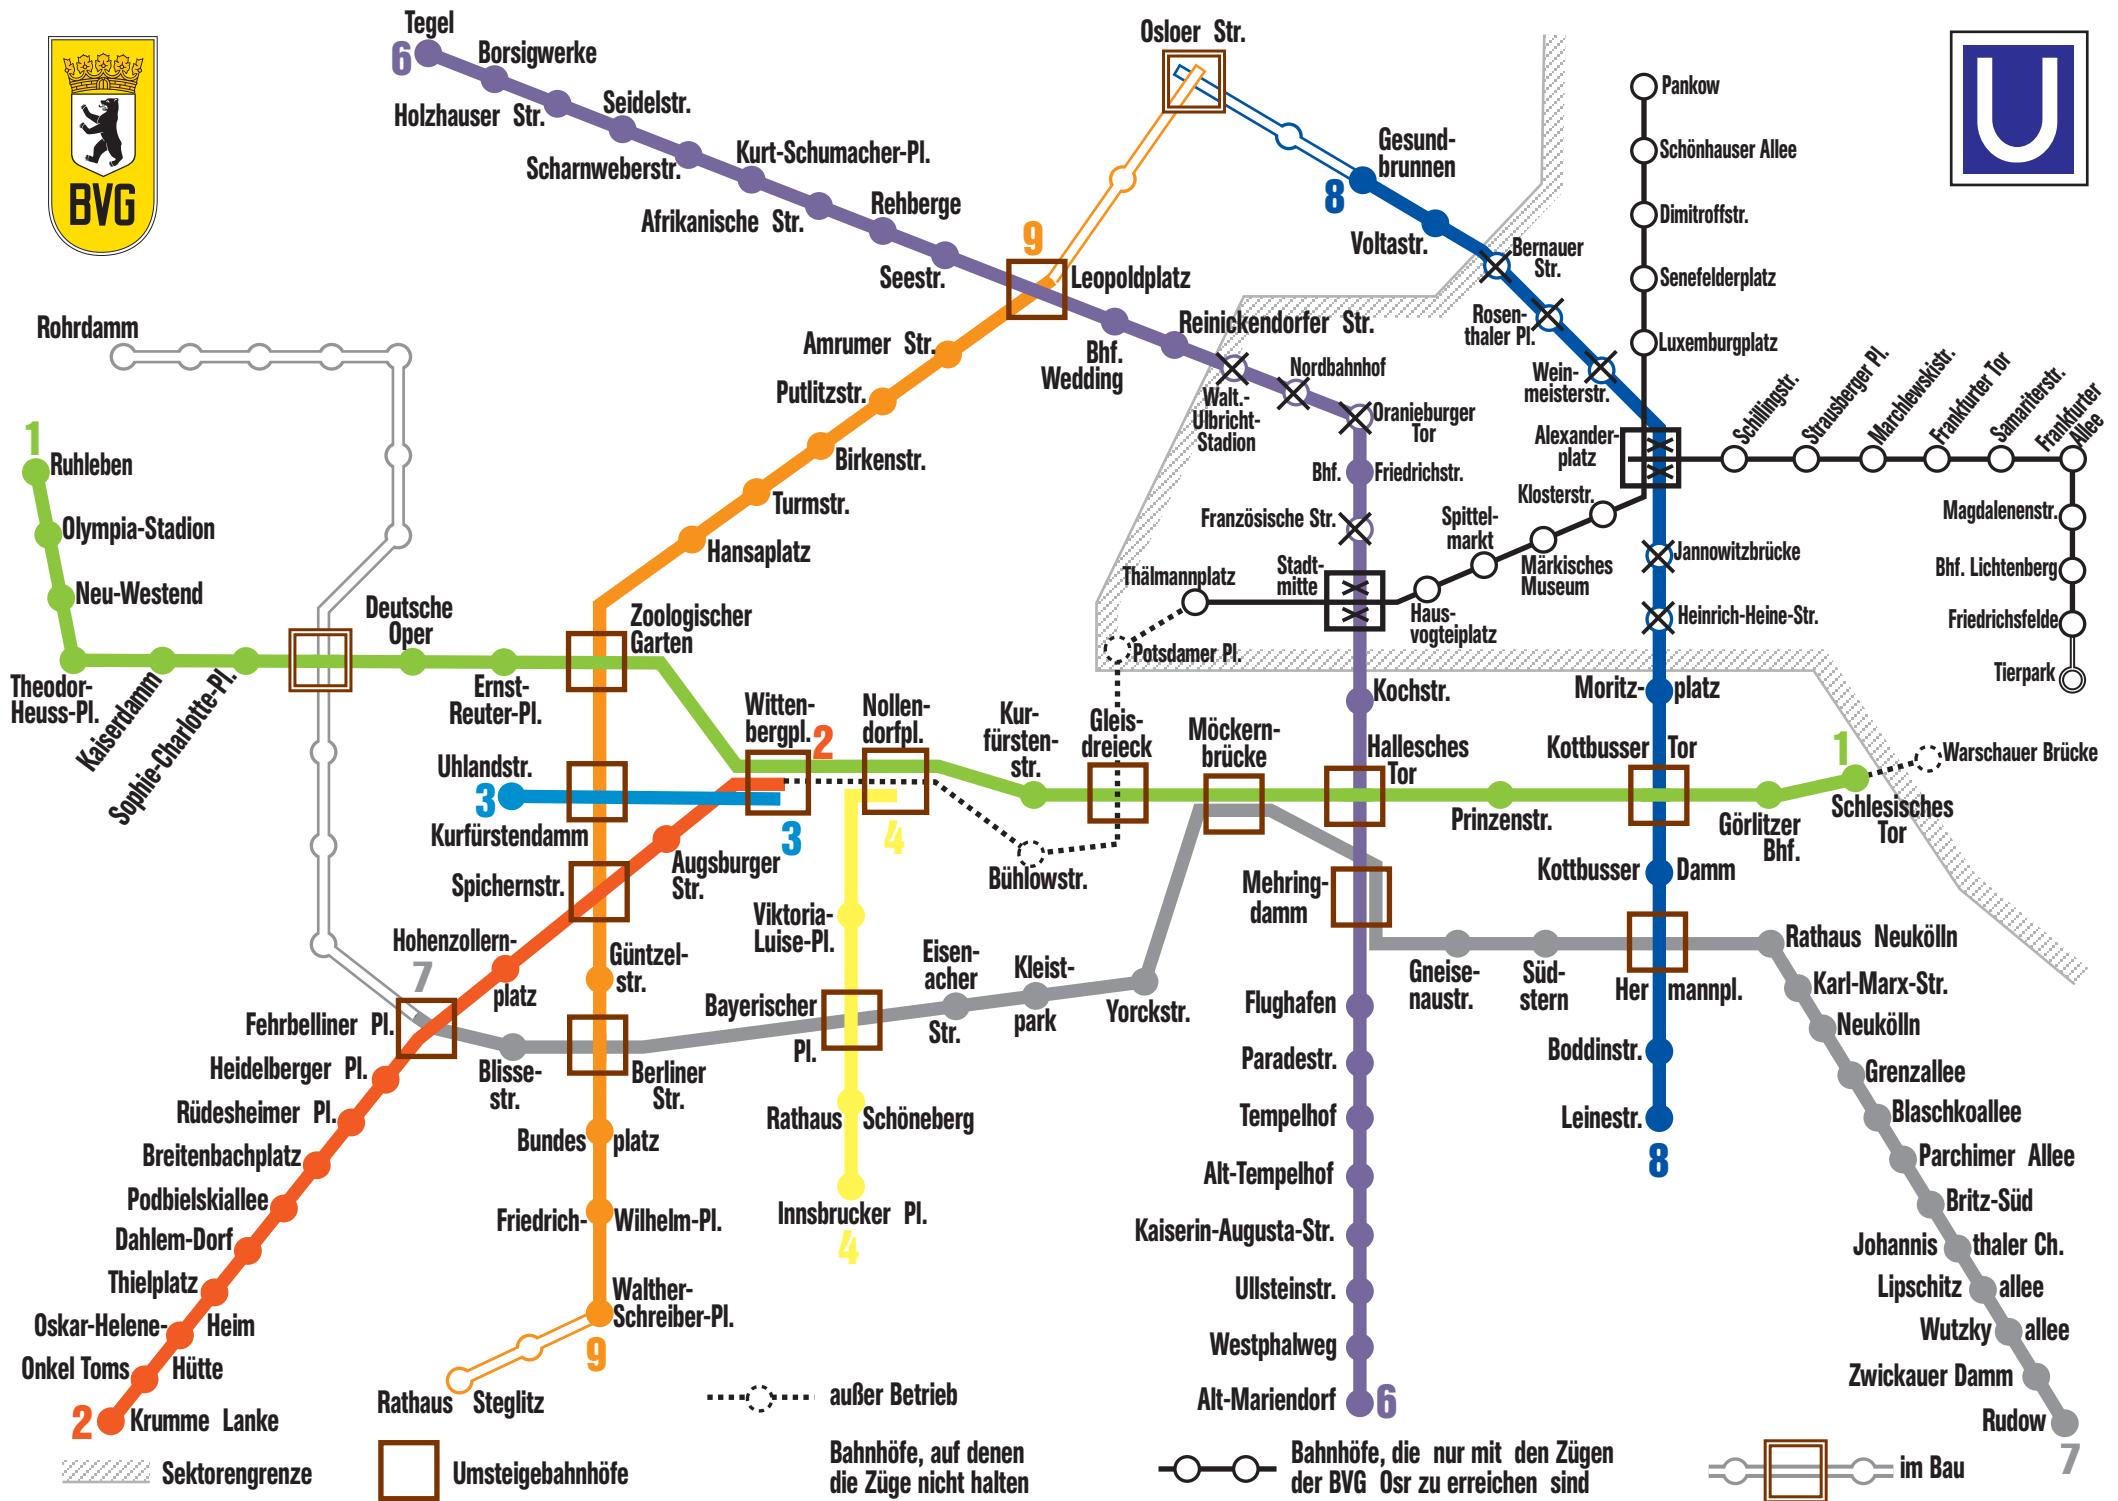 BVG
U
6
Tegel
Borsigwerke
Holzhauser Str.
Seidelstr.
Scharnweberstr.
Kurt-Schumacher-Pl.
Afrikanische Str.
Rehberge
Seestr.
9
Leopoldplatz
Osloer Str.
Gesund-
brunnen
8
Voltastr.
Bernauer
Str.
Rosen-
thaler Pl.
Wein-
meisterstr.
Alexander-
platz
Pankow
Schönhauser Allee
Dimitroffstr.
Senefelderplatz
Luxemburgplatz
Schillingstr.
Strausberger Pl.
Marchlewskistr.
Frankfurter Tor
Samariterstr.
Frankfurter
Allee
Magdalenenstr.
Bhf. Lichtenberg
Friedrichsfelde
Tierpark
Rohrdamm
Amrumer Str.
Putlitzstr.
Birkenstr.
Turmstr.
Hansaplatz
Bhf.
Wedding
Reinickendorfer Str.
Walt.-
Ulbricht-
Stadion
Nordbahnhof
Oranieburger
Tor
Bhf. Friedrichstr.
Französische Str.
Stadt-
mitte
Thälmannplatz
Potsdamer Pl.
Haus-
vogteiplatz
Spittel-
markt
Märkisches
Museum
Klosterstr.
Jannowitzbrücke
Heinrich-Heine-Str.
1
Ruhleben
Olympia-Stadion
Neu-Westend
Theodor-
Heuss-Pl.
Kaiserdamm
Sophie-Charlotte-Pl.
Deutsche
Oper
Ernst-
Reuter-Pl.
Zoologischer
Garten
Witten-
bergpl.
2
Nollen-
dorfpl.
Kur-
fürsten-
str.
Gleis-
dreieck
Möckern-
brücke
Kochstr.
Hallesches
Tor
Moritz-platz
Kottbusser Tor
Prinzenstr.
Görlitzer
Bhf.
1
Schlesisches
Tor
Warschauer Brücke
Uhlandstr.
3
Kurfürstendamm
3
4
Spichernstr.
Augsburger
Str.
Bühlowstr.
Viktoria-
Luise-Pl.
Mehring-
damm
Kottbusser Damm
Hohenzollern-
platz
7
Güntzel-
str.
Fehrbelliner Pl.
Blisse-
str.
Berliner
Str.
Bayerischer
Pl.
Eisen-
acher
Str.
Kleist-
park
Yorckstr.
Gneise-
naustr.
Süd-
stern
Her mannpl.
Rathaus Neukölln
Karl-Marx-Str.
Neukölln
Grenzallee
Blaschkoallee
Parchimer Allee
Britz-Süd
Johannis thaler Ch.
Lipschitz allee
Wutzky allee
Zwickauer Damm
Rudow
7
Heidelberger Pl.
Rüdesheimer Pl.
Breitenbachplatz
Podbielskiallee
Dahlem-Dorf
Thielplatz
Oskar-Helene- Heim
Onkel Toms Hütte
2
Krumme Lanke
Bundes platz
Friedrich- Wilhelm-Pl.
Walther-
Schreiber-Pl.
9
Rathaus Steglitz
Rathaus Schöneberg
Innsbrucker Pl.
4
Flughafen
Paradestr.
Tempelhof
Alt-Tempelhof
Kaiserin-Augusta-Str.
Ullsteinstr.
Westphalweg
Alt-Mariendorf
6
Boddinstr.
Leinestr.
8
Sektorengrenze
Umsteigebahnhöfe
außer Betrieb
Bahnhöfe, auf denen
die Züge nicht halten
Bahnhöfe, die nur mit den Zügen
der BVG Osr zu erreichen sind
im Bau